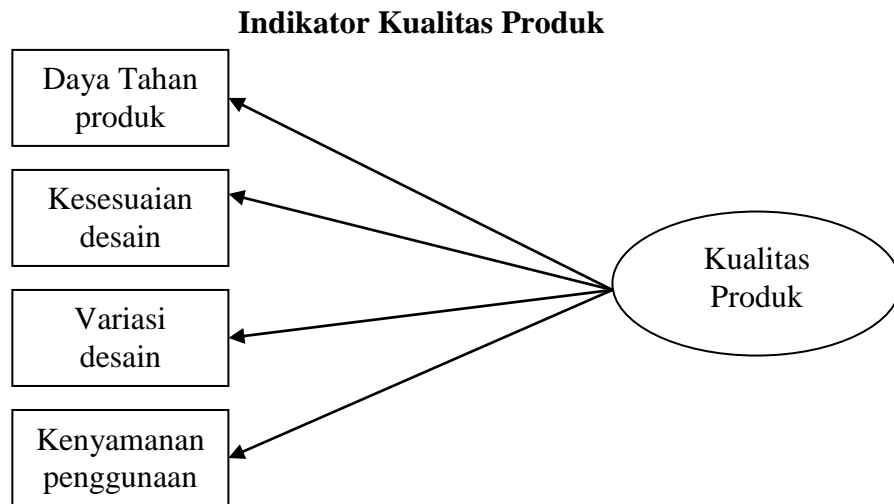 Indikator Kualitas Produk
Daya Tahan
produk
Kesesuaian
desain
Variasi
desain
Kenyamanan
penggunaan
Kualitas
Produk